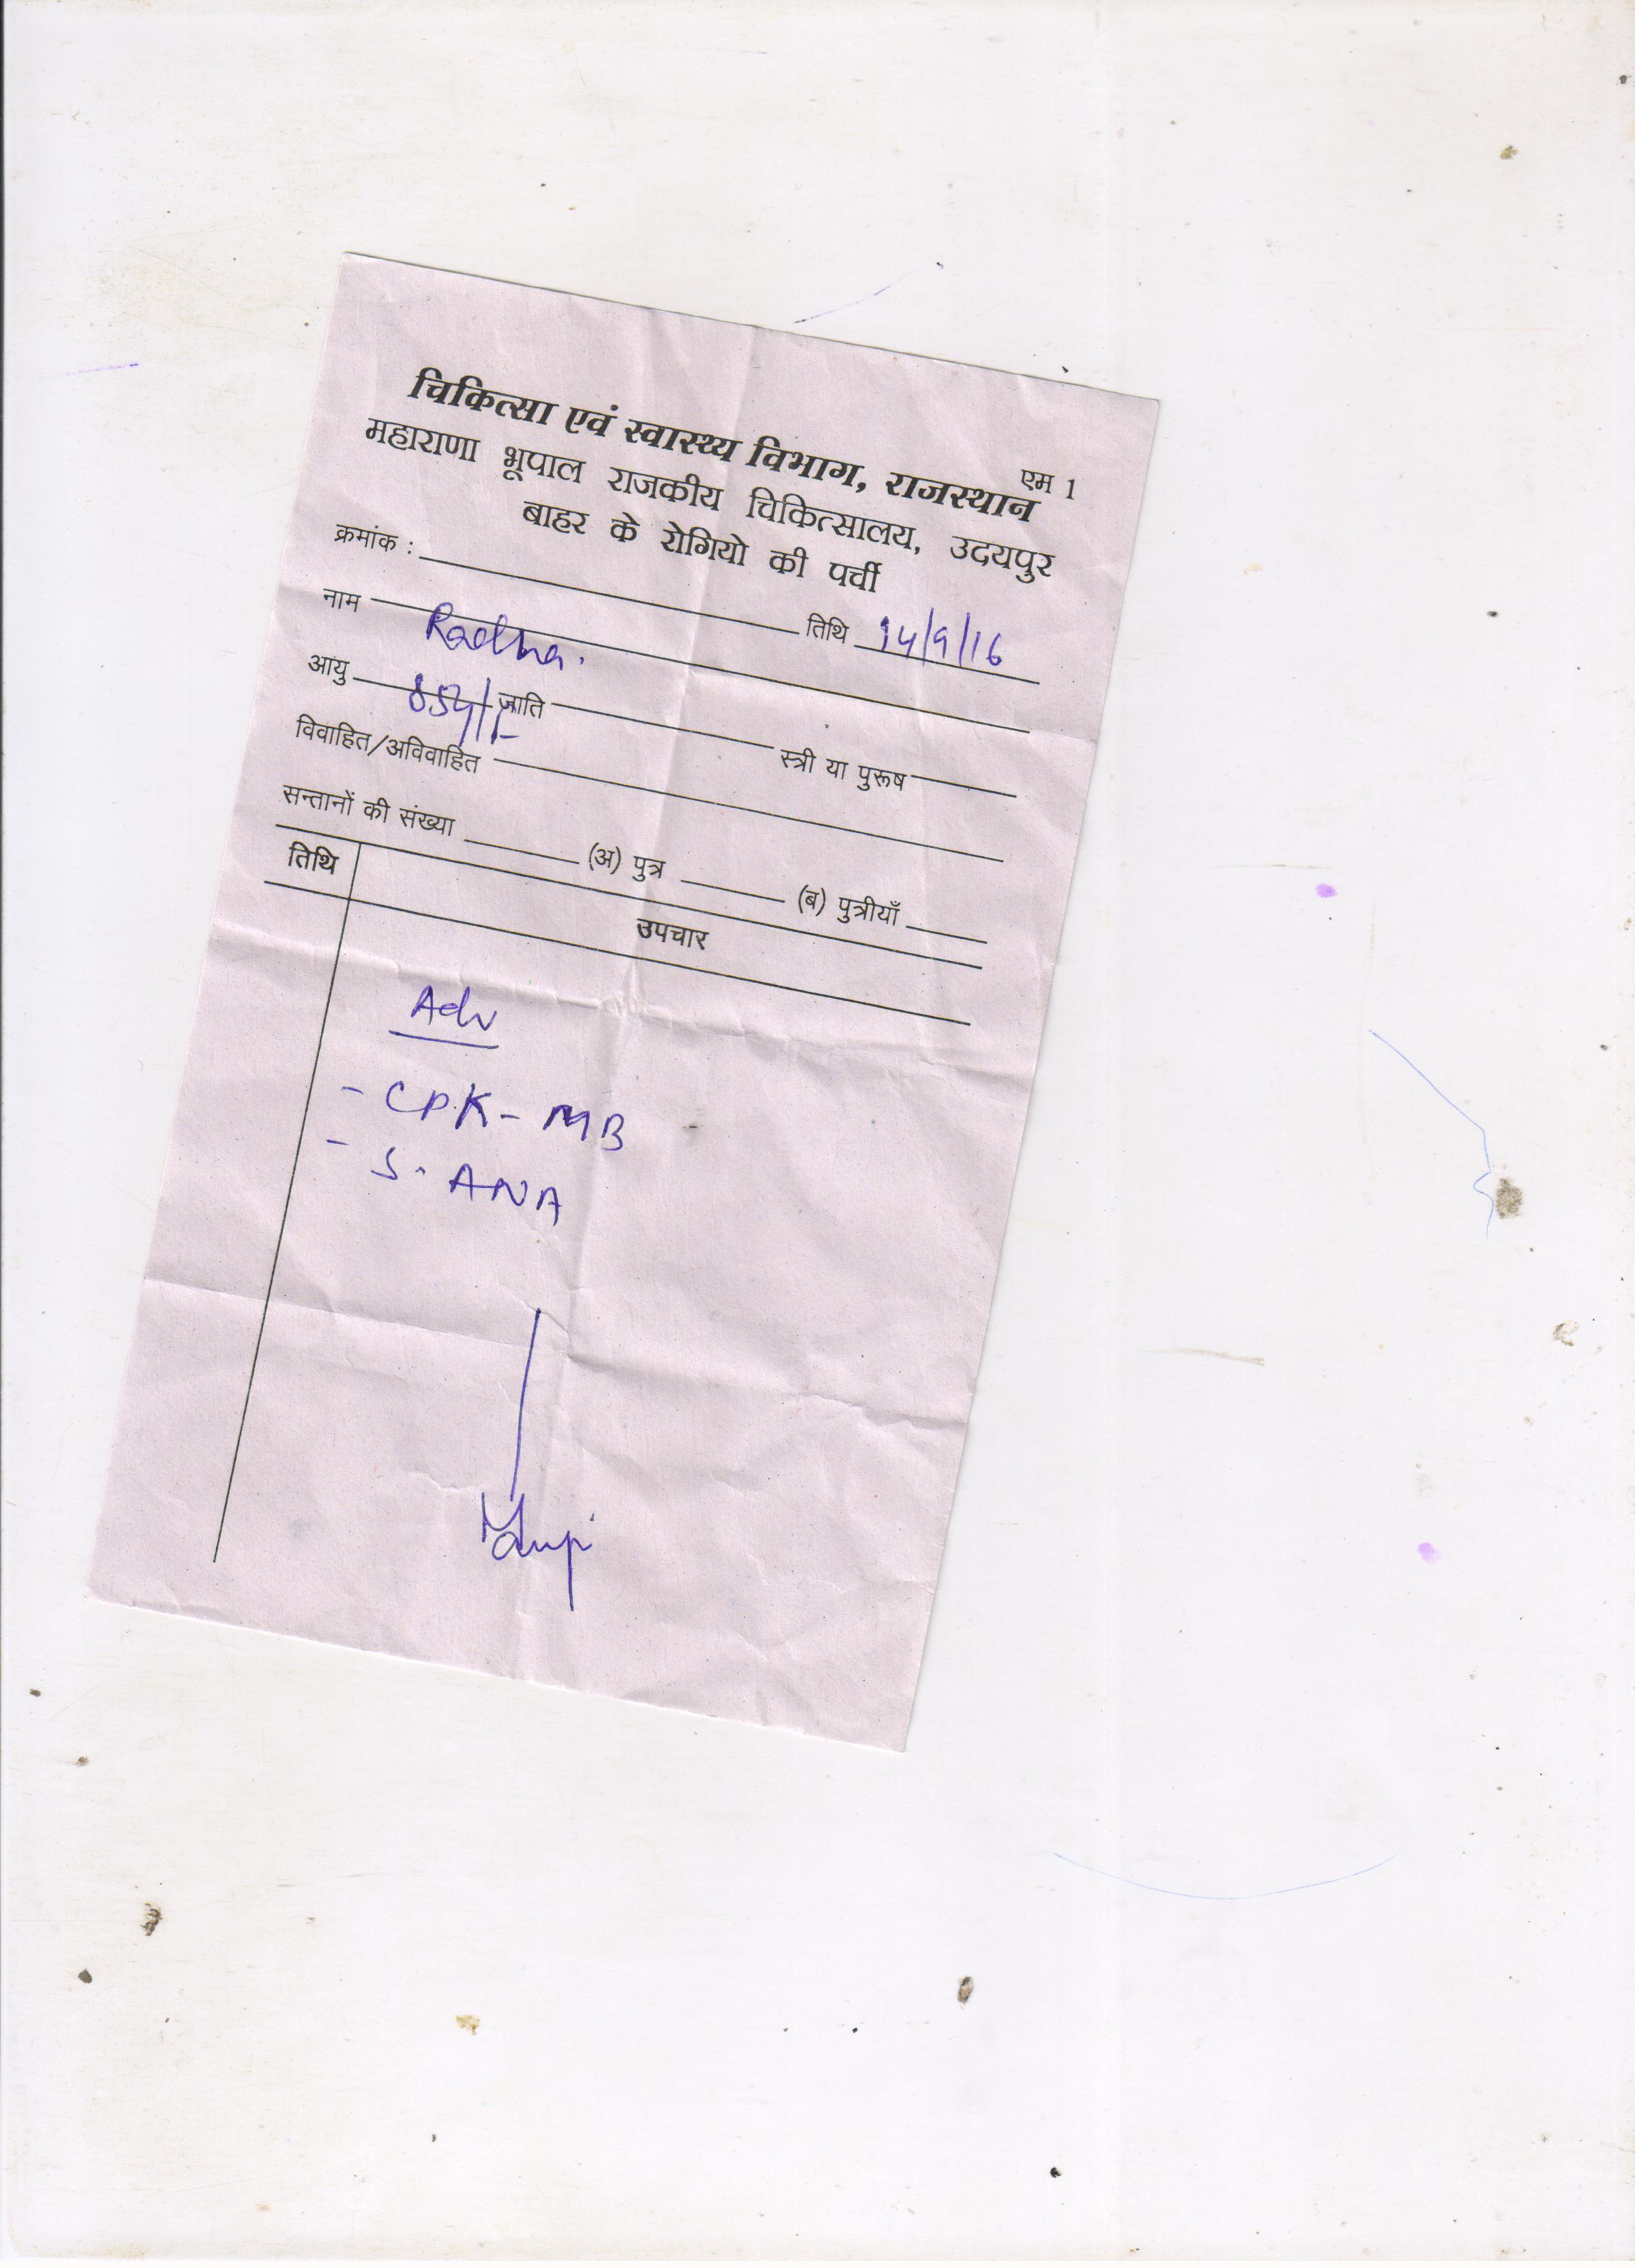 एम 1
चिकित्सा एवं स्वास्थ्य विभाग, राजस्थान
महाराणा भूपाल राजकीय चिकित्सालय, उदयपुर
बाहर के रोगियो की पर्ची
क्रमांक : तिथि 14/9/16
नाम Radha.
आयु जाति स्त्री या पुरूष
विवाहित/अविवाहित
सन्तानों की संख्या (अ) पुत्र (ब) पुत्रीयाँ
तिथि उपचार
Adv
- CPK-MB
- S. ANA